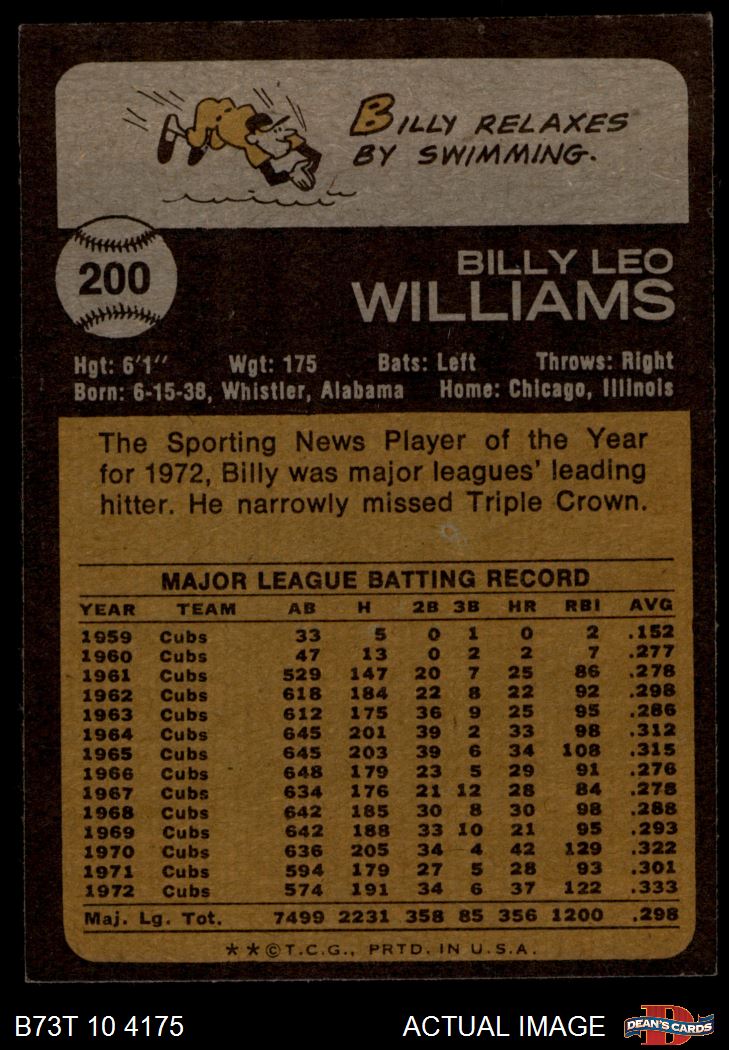 BILLY RELAXES
BY SWIMMING.
200
BILLY LEO
WILLIAMS
Hgt: 6'1" Wgt: 175 Bats: Left Throws: Right
Born: 6-15-38, Whistler, Alabama Home: Chicago, Illinois
The Sporting News Player of the Year
for 1972, Billy was major leagues' leading
hitter. He narrowly missed Triple Crown.
MAJOR LEAGUE BATTING RECORD
YEAR TEAM AB H 2B 3B HR RBI AVG
1959 Cubs 33 5 0 1 0 2 .152
1960 Cubs 47 13 0 2 2 7 .277
1961 Cubs 529 147 20 7 25 86 .278
1962 Cubs 618 184 22 8 22 92 .298
1963 Cubs 612 175 36 9 25 95 .286
1964 Cubs 645 201 39 2 33 98 .312
1965 Cubs 645 203 39 6 34 108 .315
1966 Cubs 648 179 23 5 29 91 .276
1967 Cubs 634 176 21 12 28 84 .278
1968 Cubs 642 185 30 8 30 98 .288
1969 Cubs 642 188 33 10 21 95 .293
1970 Cubs 636 205 34 4 42 129 .322
1971 Cubs 594 179 27 5 28 93 .301
1972 Cubs 574 191 34 6 37 122 .333
Maj. Lg. Tot. 7499 2231 358 85 356 1200 .298
**©T.C.G., PRTD. IN U.S.A.
B73T 10 4175 ACTUAL IMAGE DEAN'S CARDS